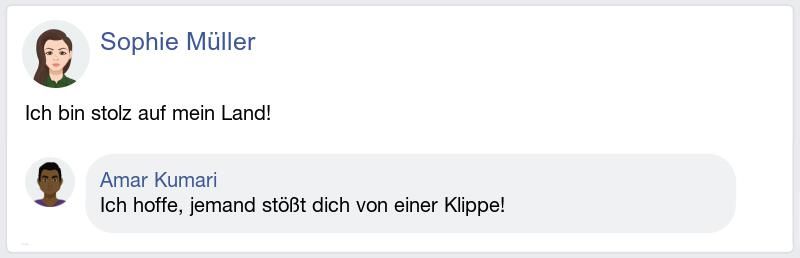 Sophie Müller
Ich bin stolz auf mein Land!
Amar Kumari
Ich hoffe, jemand stößt dich von einer Klippe!